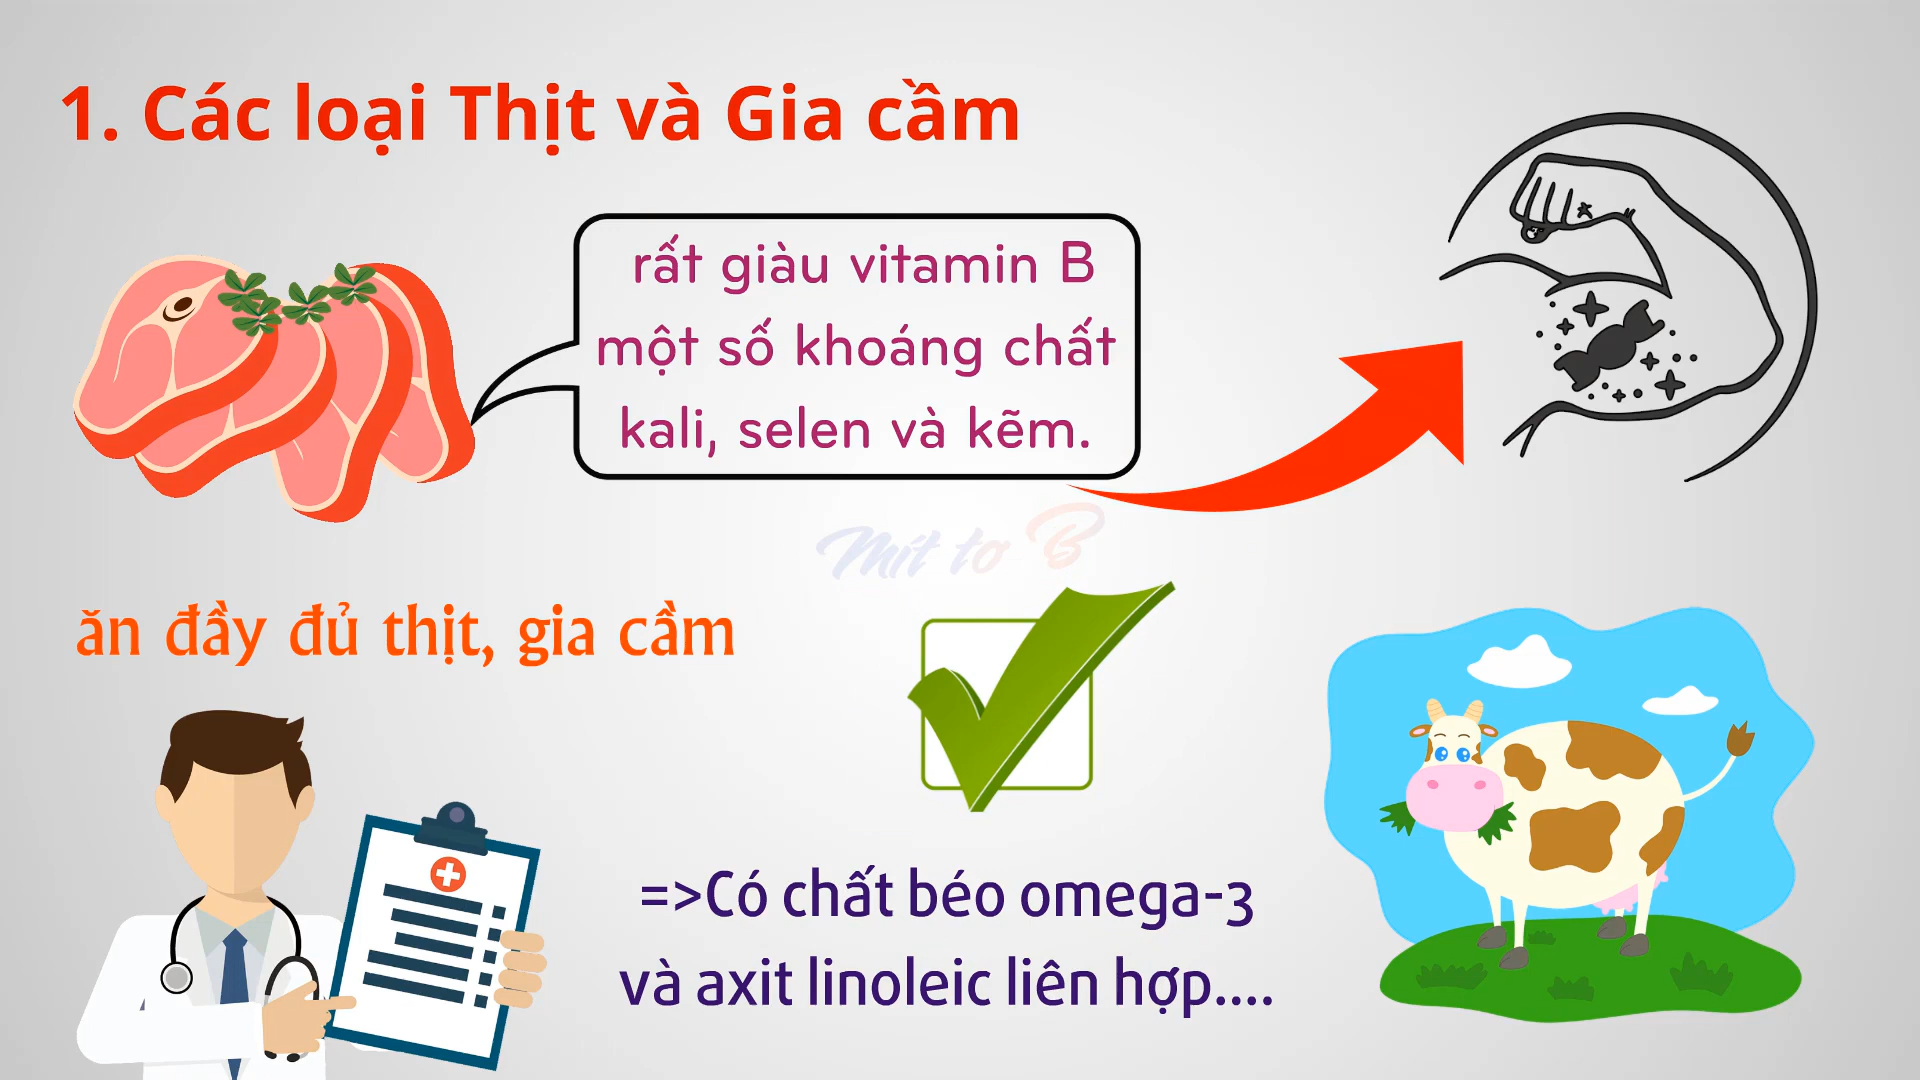 1. Các loại Thịt và Gia cầm
rất giàu vitamin B
một số khoáng chất
kali, selen và kẽm.
Mít tơ B
ăn đầy đủ thịt, gia cầm
=>Có chất béo omega-3
và axit linoleic liên hợp....